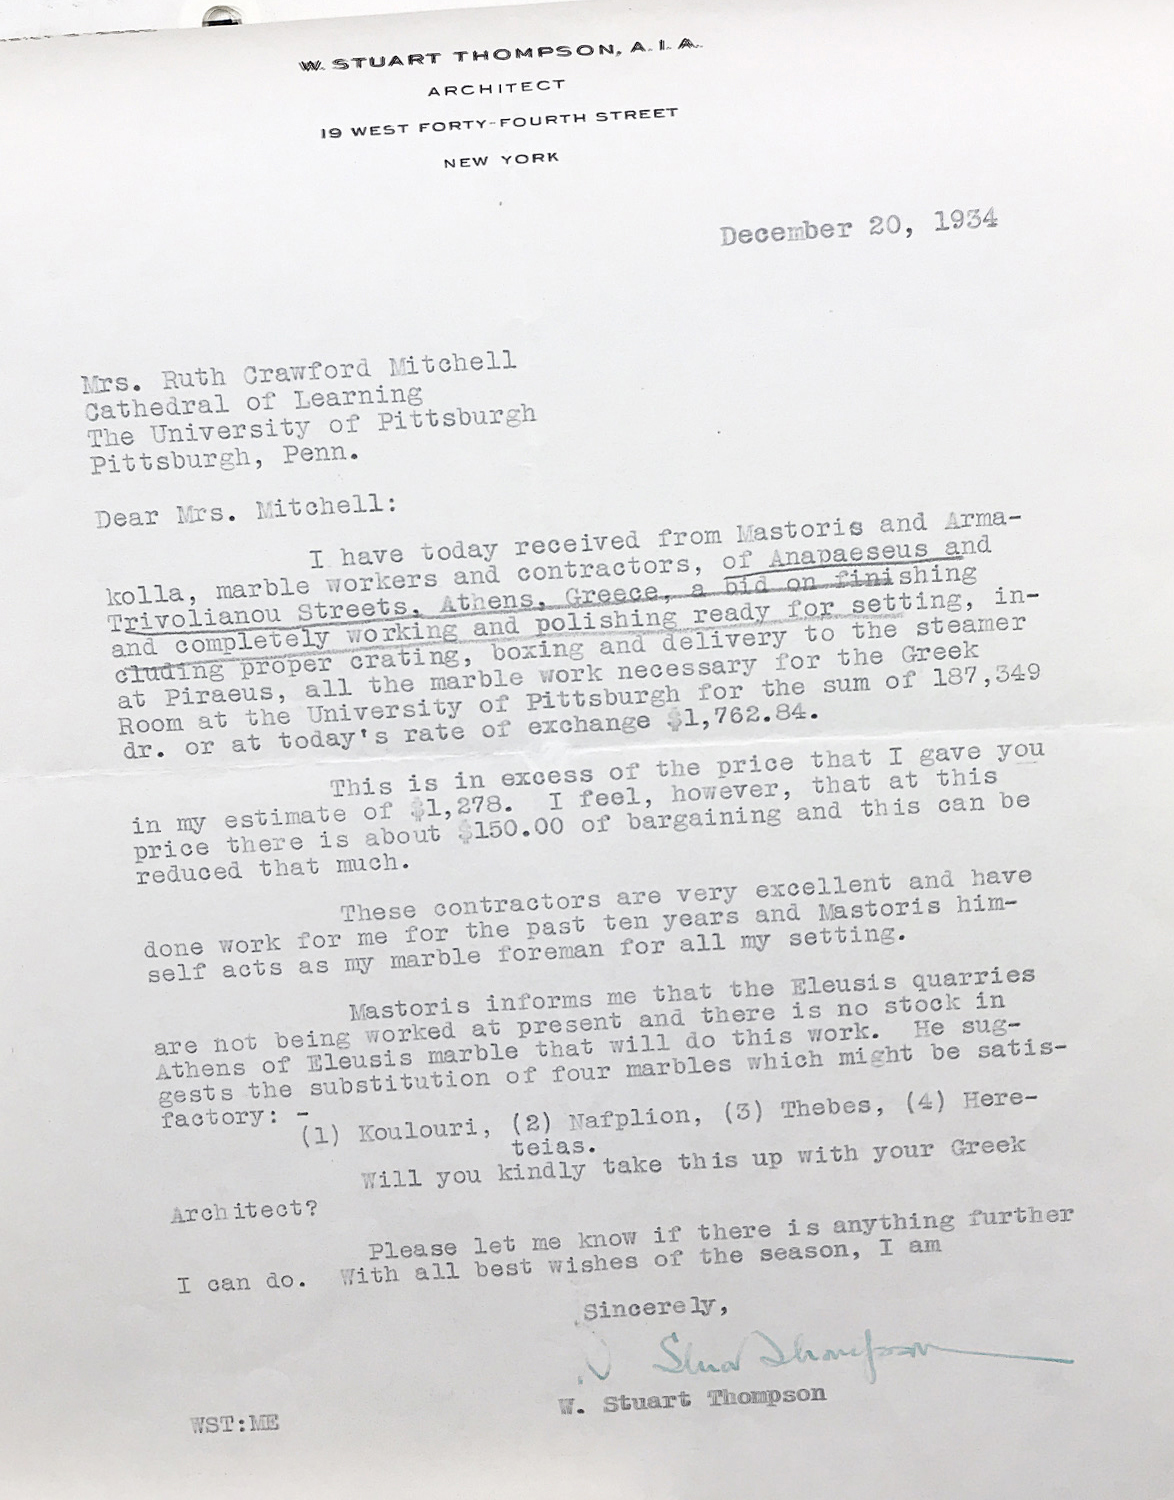 W. STUART THOMPSON, A. I. A.
ARCHITECT
19 WEST FORTY-FOURTH STREET
NEW YORK
December 20, 1934
Mrs. Ruth Crawford Mitchell
Cathedral of Learning
The University of Pittsburgh
Pittsburgh, Penn.
Dear Mrs. Mitchell:
I have today received from Mastoris and Arma-
kolla, marble workers and contractors, of Anapaeseus and
Trivolianou Streets, Athens, Greece, a bid on finishing
and completely working and polishing ready for setting, in-
cluding proper crating, boxing and delivery to the steamer
at Piraeus, all the marble work necessary for the Greek
Room at the University of Pittsburgh for the sum of 187,349
dr. or at today's rate of exchange $1,762.84.
This is in excess of the price that I gave you
in my estimate of $1,278. I feel, however, that at this
price there is about $150.00 of bargaining and this can be
reduced that much.
These contractors are very excellent and have
done work for me for the past ten years and Mastoris him-
self acts as my marble foreman for all my setting.
Mastoris informs me that the Eleusis quarries
are not being worked at present and there is no stock in
Athens of Eleusis marble that will do this work. He sug-
gests the substitution of four marbles which might be satis-
factory: -
(1) Koulouri, (2) Nafplion, (3) Thebes, (4) Here-
teias.
Will you kindly take this up with your Greek
Architect?
Please let me know if there is anything further
I can do. With all best wishes of the season, I am
Sincerely,
W Stuart Thompson
W. Stuart Thompson
WST:ME